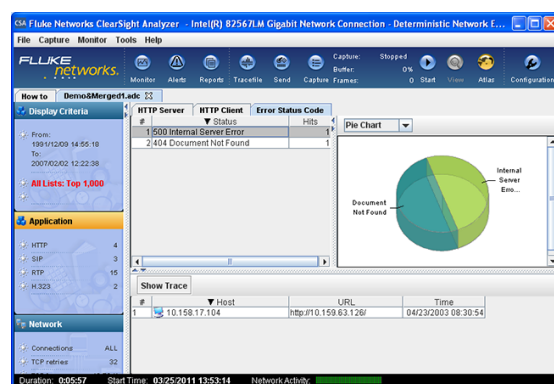 Fluke Networks ClearSight Analyzer - Intel(R) 82567LM Gigabit Network Connection - Deterministic Network E...
File Capture Monitor Tools Help
FLUKE networks.
Monitor Alerts Reports Tracefile Send Capture
Capture: Stopped
Buffer: 0%
Frames: 0
Start View Atlas Configuration
How to Demo&Merged1.adc
Display Criteria
From:
1991/12/09 14:55:18
To:
2007/02/02 12:22:38
All Lists: Top 1,000
Application
HTTP 4
SIP 3
RTP 15
H.323 2
Network
Connections ALL
TCP retries 32
HTTP Server HTTP Client Error Status Code
# Status Hits
1 500 Internal Server Error 1
2 404 Document Not Found 1
Pie Chart
Internal
Server
Erro...
Document
Not Found
Show Trace
# Host URL Time
1 10.158.17.104 http://10.159.63.126/ 04/23/2003 08:30:54
Duration: 0:05:57 Start Time: 03/25/2011 13:53:14 Network Activity: